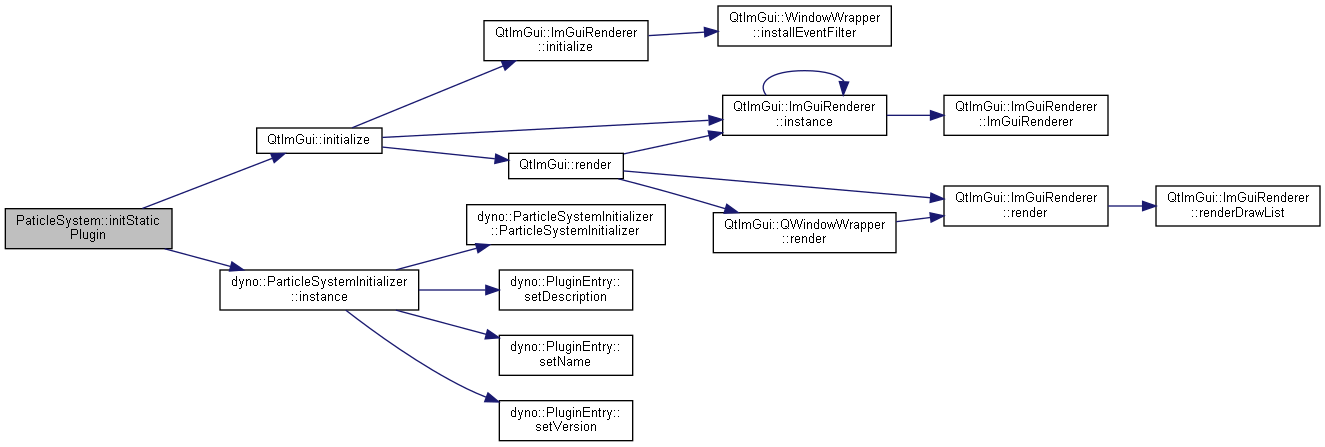 QtImGui::ImGuiRenderer
::initialize
QtImGui::WindowWrapper
::installEventFilter
QtImGui::initialize
QtImGui::ImGuiRenderer
::instance
QtImGui::ImGuiRenderer
::ImGuiRenderer
QtImGui::render
PaticleSystem::initStatic
Plugin
dyno::ParticleSystemInitializer
::ParticleSystemInitializer
QtImGui::QWindowWrapper
::render
QtImGui::ImGuiRenderer
::render
QtImGui::ImGuiRenderer
::renderDrawList
dyno::ParticleSystemInitializer
::instance
dyno::PluginEntry::
setDescription
dyno::PluginEntry::
setName
dyno::PluginEntry::
setVersion